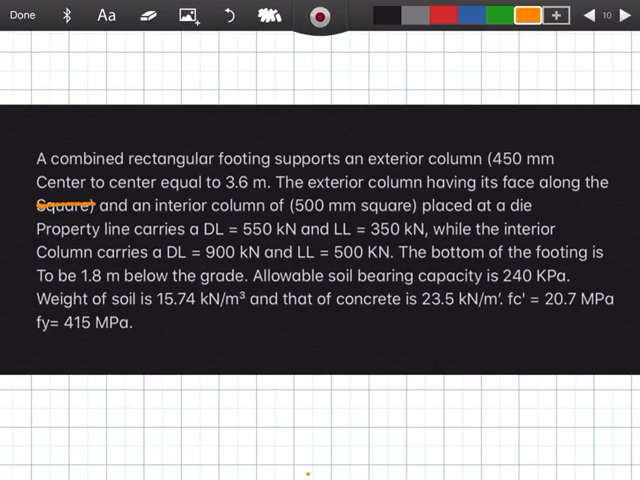 Done
Aa
10
A combined rectangular footing supports an exterior column (450 mm
Center to center equal to 3.6 m. The exterior column having its face along the
Square) and an interior column of (500 mm square) placed at a die
Property line carries a DL = 550 kN and LL = 350 kN, while the interior
Column carries a DL = 900 kN and LL = 500 KN. The bottom of the footing is
To be 1.8 m below the grade. Allowable soil bearing capacity is 240 KPa.
Weight of soil is 15.74 kN/m³ and that of concrete is 23.5 kN/m′. fc' = 20.7 MPa
fy= 415 MPa.